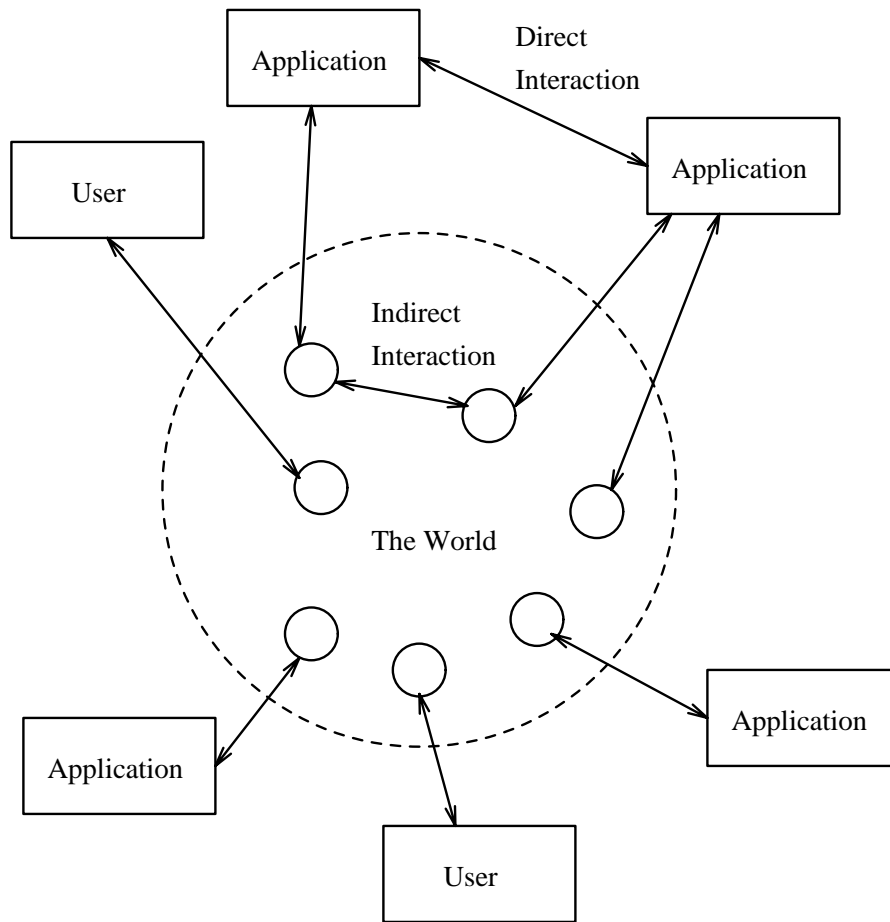 Application
Direct
Interaction
Application
User
Indirect
Interaction
The World
Application
Application
User